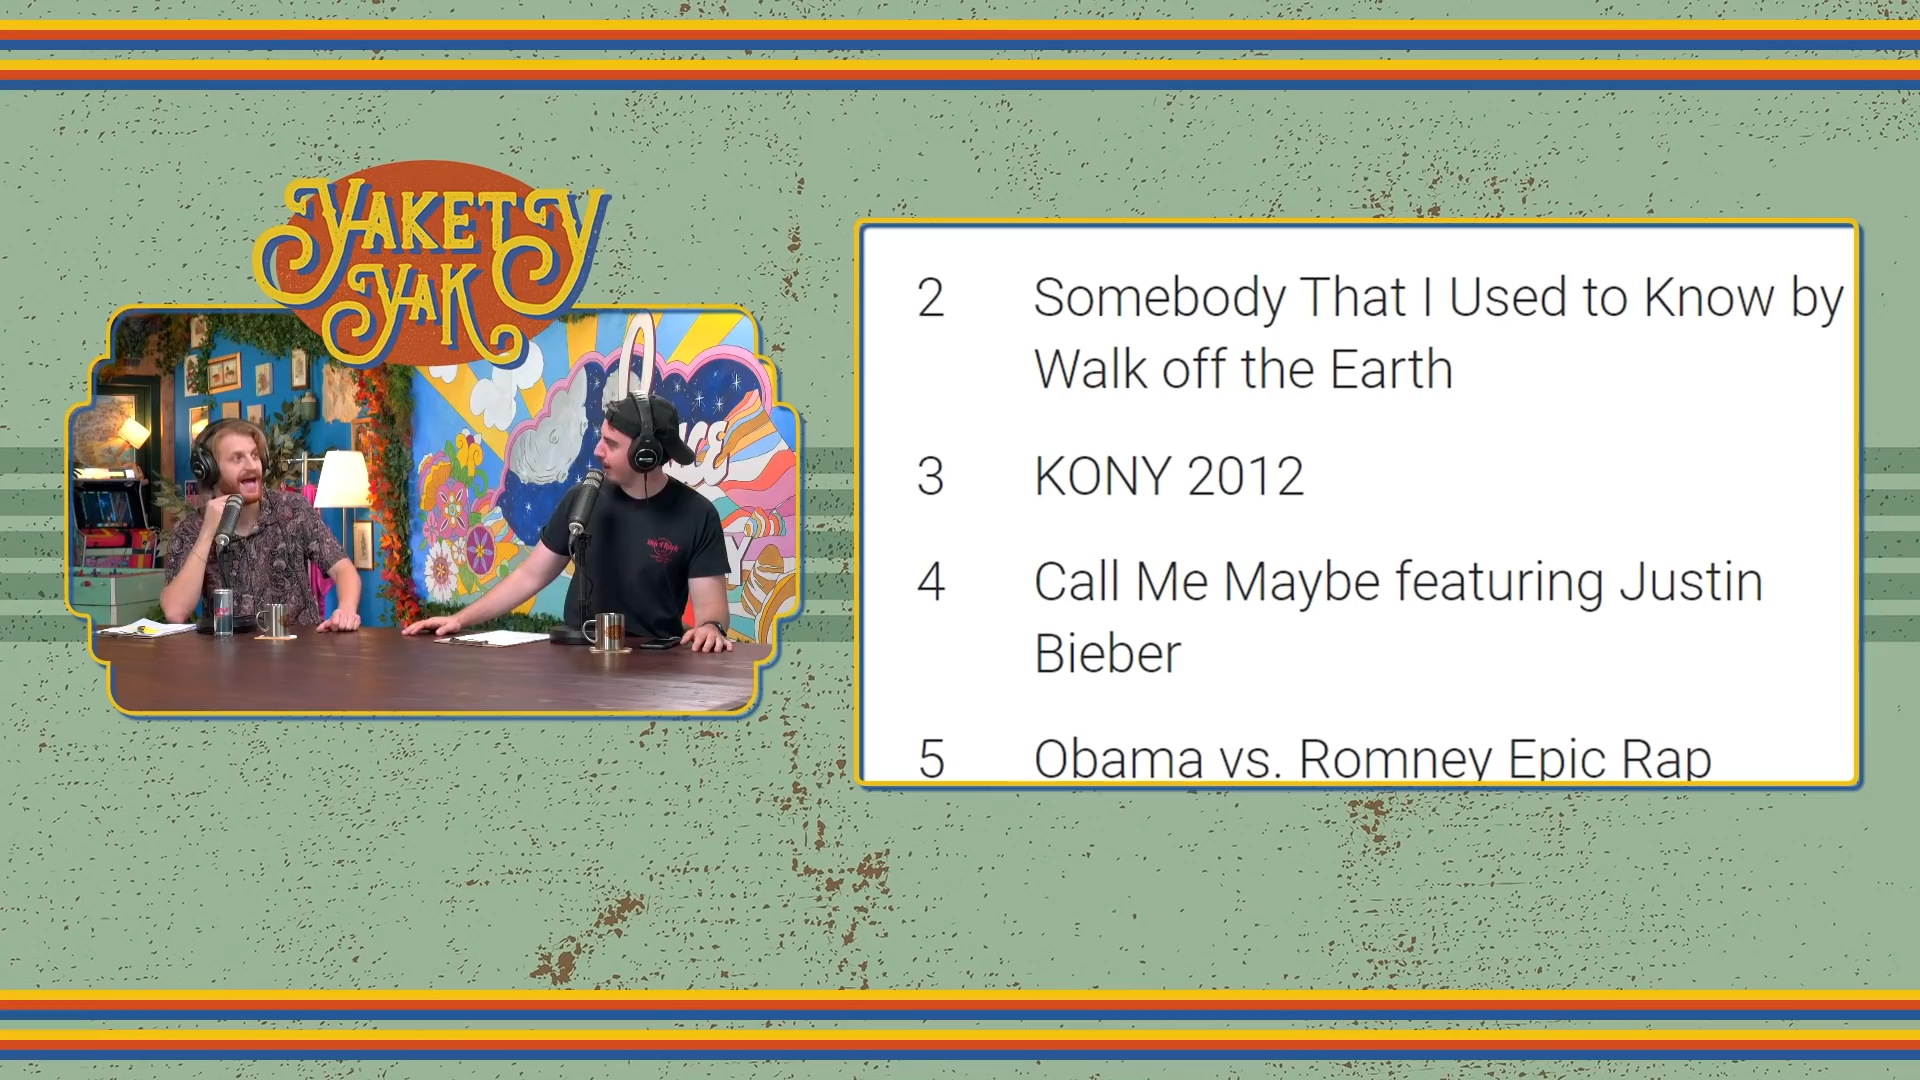 YAKETY
YAK
2 Somebody That I Used to Know by
Walk off the Earth
3 KONY 2012
4 Call Me Maybe featuring Justin
Bieber
5 Obama vs. Romney Epic Rap